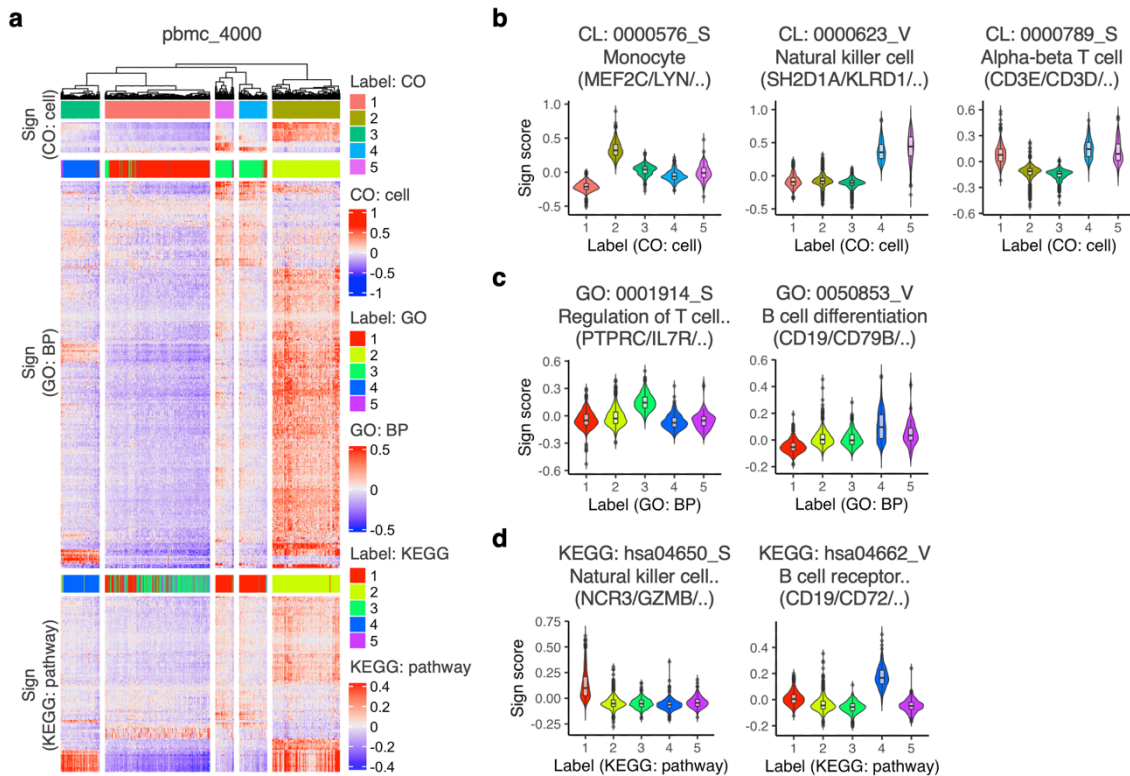 a
pbmc_4000
Sign
(CO: cell)
Sign
(GO: BP)
Sign
(KEGG: pathway)
Label: CO
1
2
3
4
5
CO: cell
1
0.5
0
-0.5
-1
Label: GO
1
2
3
4
5
GO: BP
0.5
0
-0.5
Label: KEGG
1
2
3
4
5
KEGG: pathway
0.4
0.2
0
-0.2
-0.4
b
CL: 0000576_S
Monocyte
(MEF2C/LYN/..)
Sign score
1.0
0.5
0.0
-0.5
1 2 3 4 5
Label (CO: cell)
CL: 0000623_V
Natural killer cell
(SH2D1A/KLRD1/..)
1.0
0.5
0.0
-0.5
1 2 3 4 5
Label (CO: cell)
CL: 0000789_S
Alpha-beta T cell
(CD3E/CD3D/..)
0.6
0.3
0.0
-0.3
-0.6
1 2 3 4 5
Label (CO: cell)
c
GO: 0001914_S
Regulation of T cell..
(PTPRC/IL7R/..)
Sign score
0.6
0.3
0.0
-0.3
-0.6
1 2 3 4 5
Label (GO: BP)
GO: 0050853_V
B cell differentiation
(CD19/CD79B/..)
0.6
0.4
0.2
0.0
-0.2
1 2 3 4 5
Label (GO: BP)
d
KEGG: hsa04650_S
Natural killer cell..
(NCR3/GZMB/..)
Sign score
0.75
0.50
0.25
0.00
-0.25
1 2 3 4 5
Label (KEGG: pathway)
KEGG: hsa04662_V
B cell receptor..
(CD19/CD72/..)
0.6
0.4
0.2
0.0
-0.2
1 2 3 4 5
Label (KEGG: pathway)